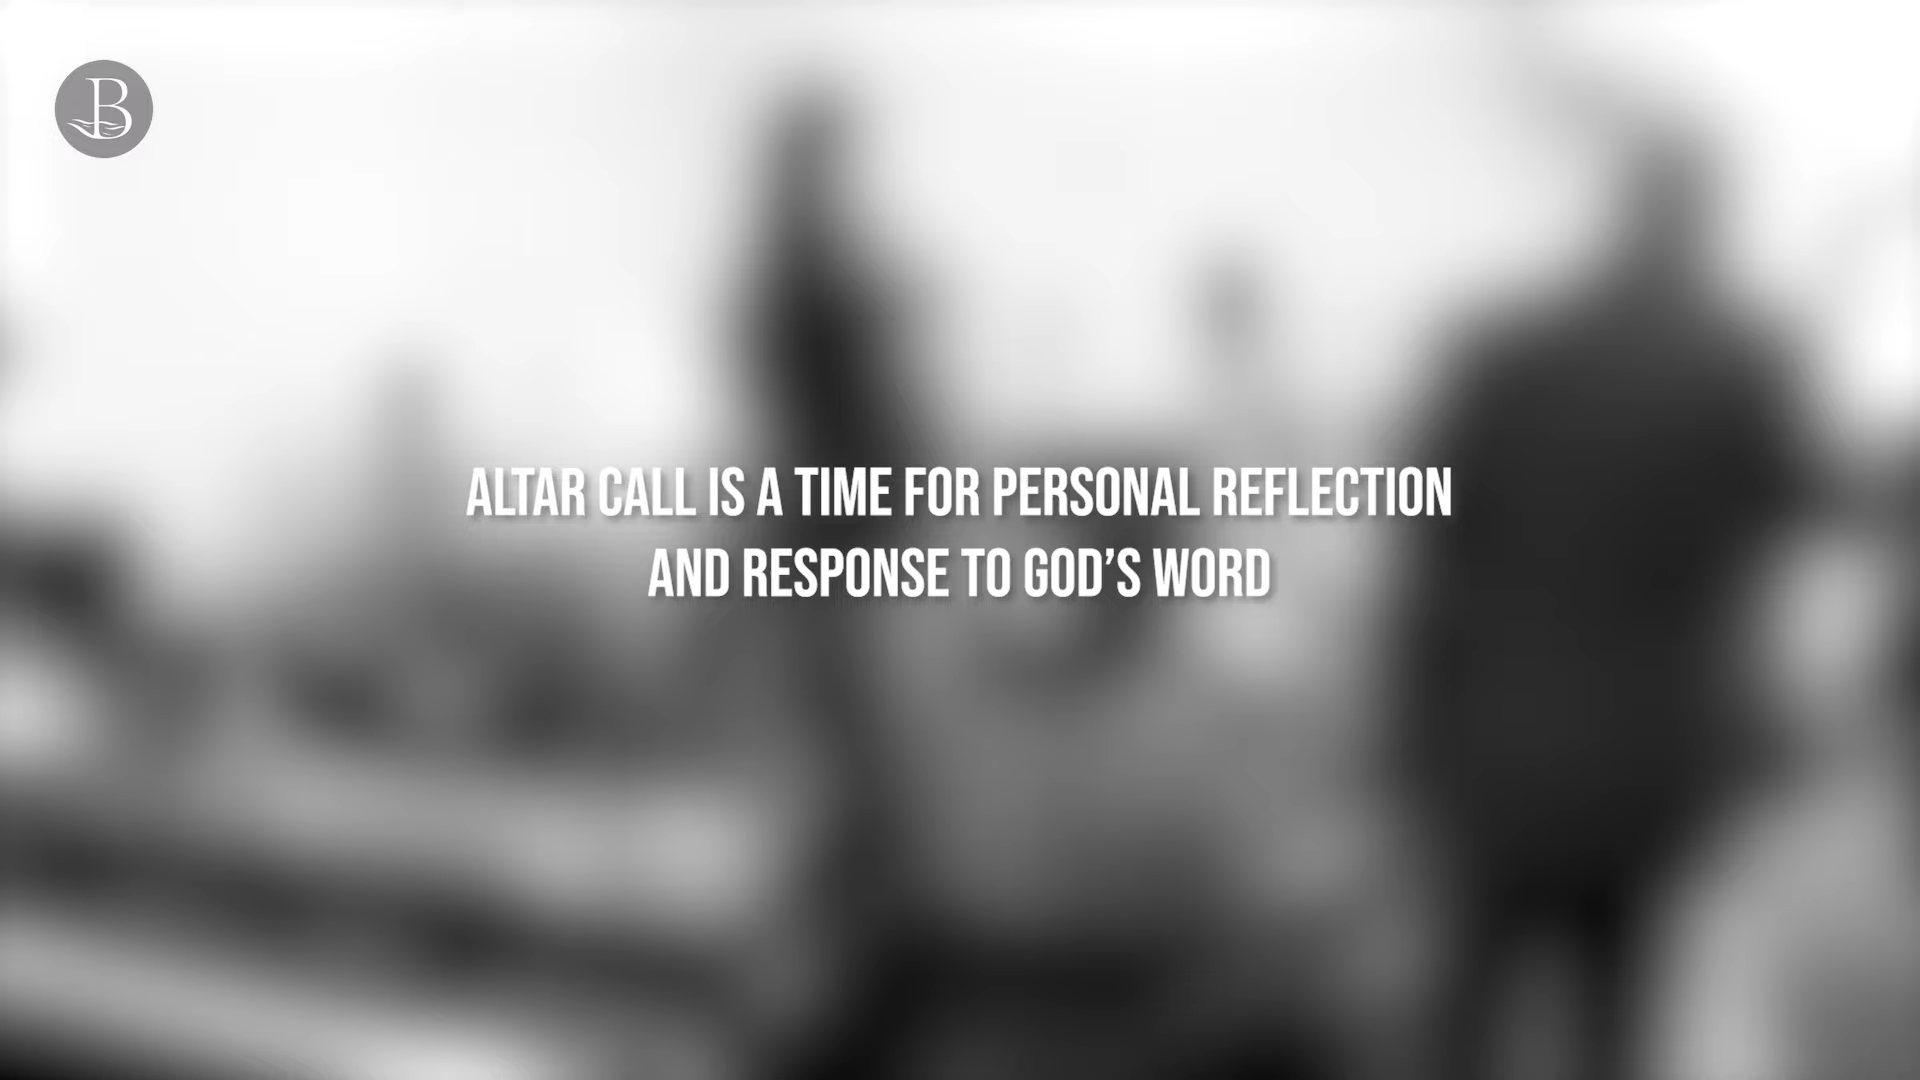 B
ALTAR CALL IS A TIME FOR PERSONAL REFLECTION
AND RESPONSE TO GOD’S WORD